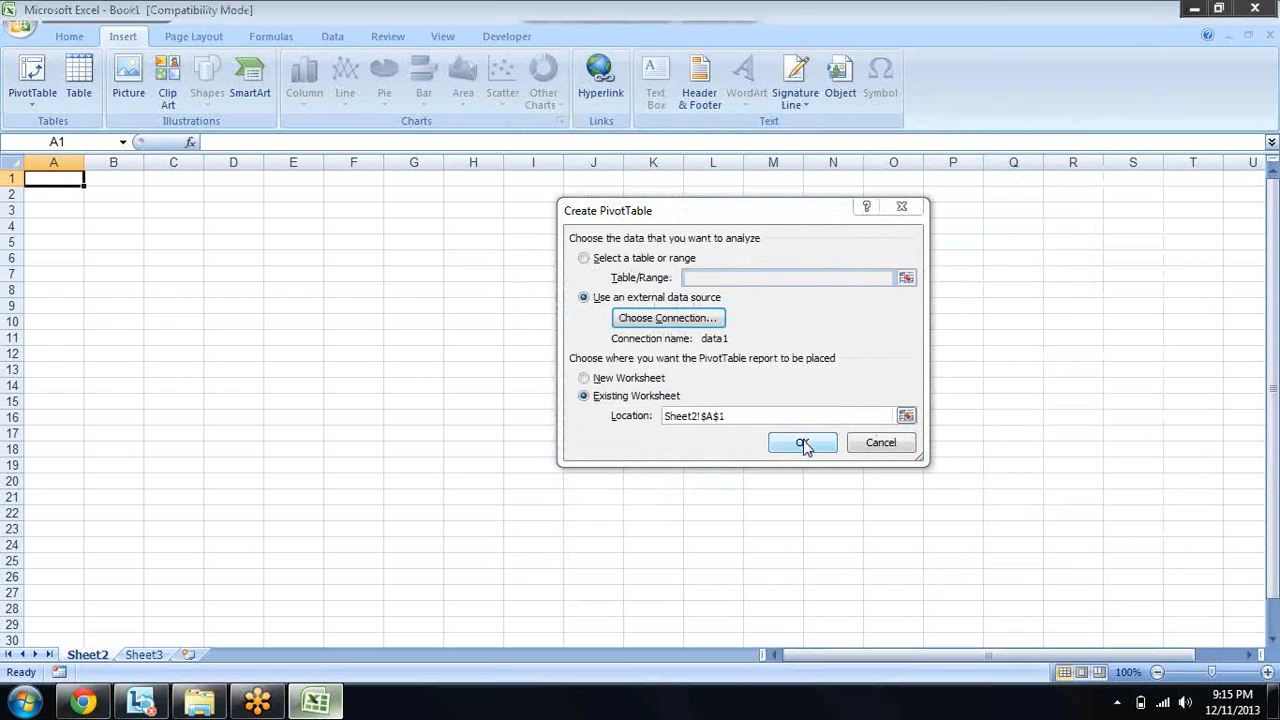 Microsoft Excel - Book1 [Compatibility Mode]
Home Insert Page Layout Formulas Data Review View Developer
PivotTable Table Picture Clip Art Shapes SmartArt Column Line Pie Bar Area Scatter Other Charts Hyperlink Text Box Header & Footer WordArt Signature Line Object Symbol
Tables Illustrations Charts Links Text
A1 fx
A B C D E F G H I J K L M N O P Q R S T U
1
2
3
4
5
6
7
8
9
10
11
12
13
14
15
16
17
18
19
20
21
22
23
24
25
26
27
28
29
30
Create PivotTable ?
Choose the data that you want to analyze
Select a table or range
Table/Range:
Use an external data source
Choose Connection...
Connection name: data1
Choose where you want the PivotTable report to be placed
New Worksheet
Existing Worksheet
Location: Sheet2!$A$1
OK Cancel
Sheet2 Sheet3
Ready 100%
9:15 PM
12/11/2013